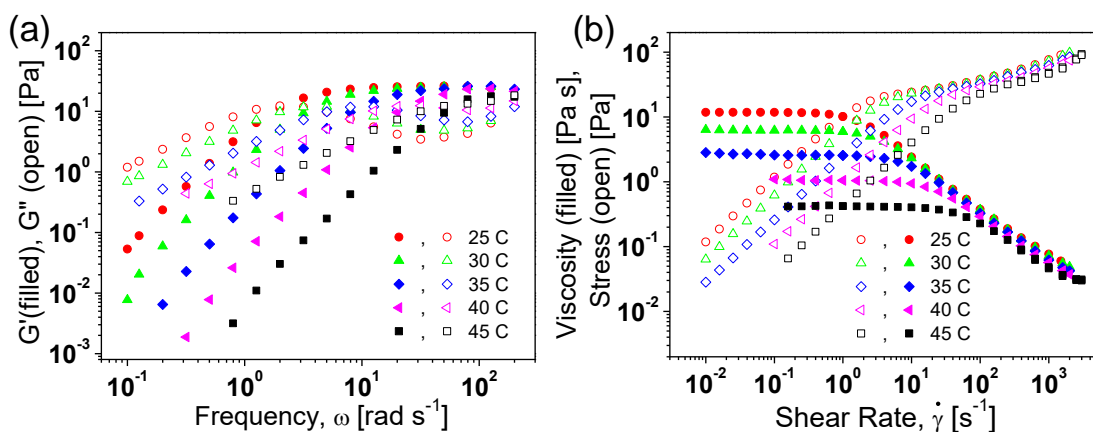 (a)
G'(filled), G" (open) [Pa]
10²
10¹
10⁰
10⁻¹
10⁻²
10⁻³
, 25 C
, 30 C
, 35 C
, 40 C
, 45 C
10⁻¹ 10⁰ 10¹ 10²
Frequency, ω [rad s⁻¹]
(b)
Viscosity (filled) [Pa s],
Stress (open) [Pa]
10²
10¹
10⁰
10⁻¹
10⁻²
, 25 C
, 30 C
, 35 C
, 40 C
, 45 C
10⁻² 10⁻¹ 10⁰ 10¹ 10² 10³
Shear Rate, γ̇ [s⁻¹]